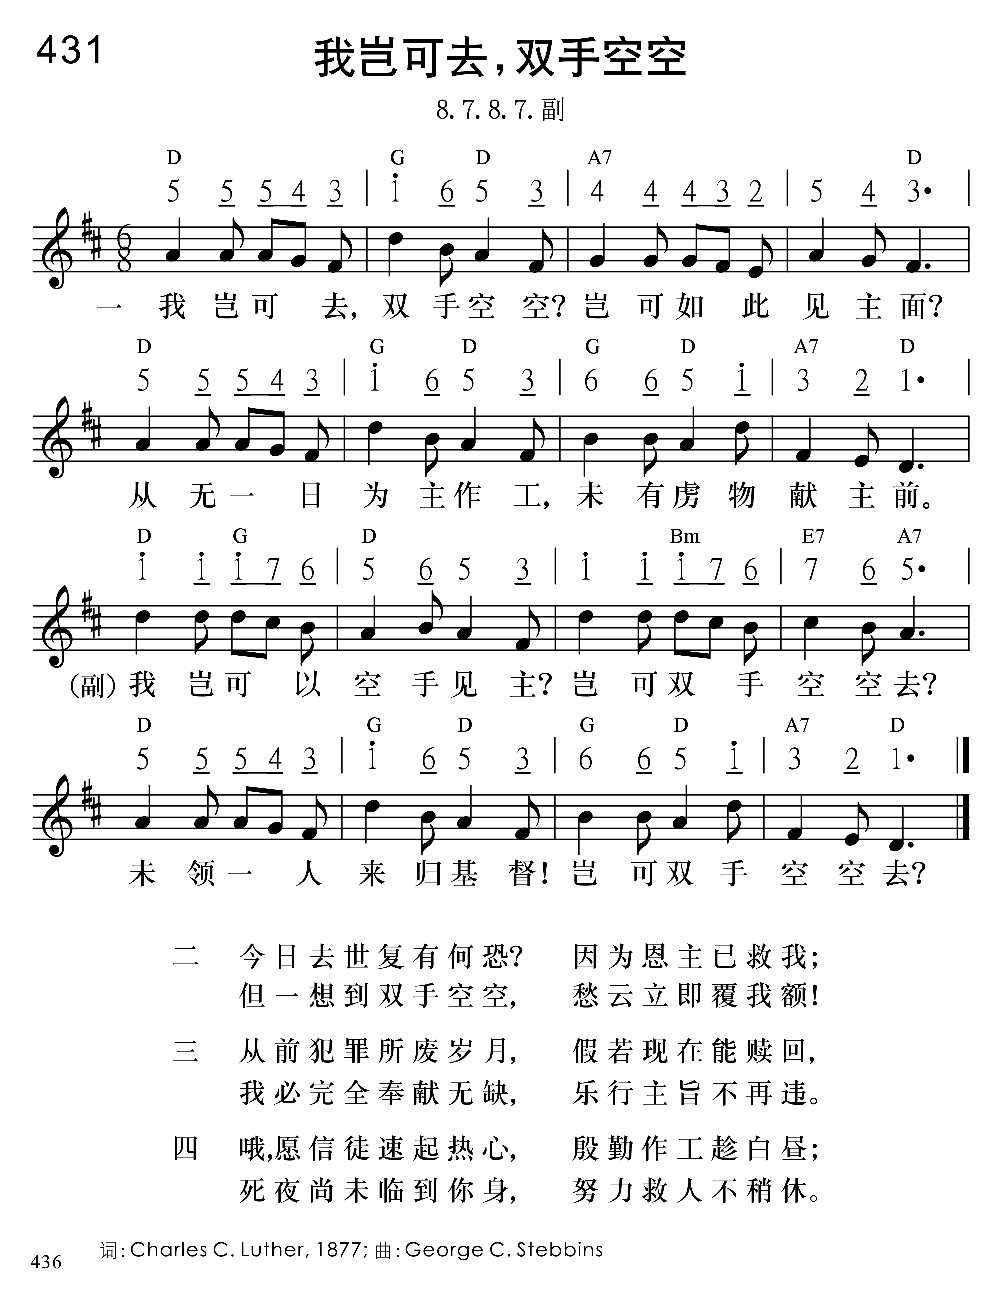 431
我岂可去，双手空空
8. 7. 8. 7. 副
D G D A7 D
5 5 5 4 3 | 1 6 5 3 | 4 4 4 3 2 | 5 4 3• |
6
8
一 我 岂 可 去, 双 手 空 空? 岂 可 如 此 见 主 面?
D G D G D A7 D
5 5 5 4 3 | 1 6 5 3 | 6 6 5 1 | 3 2 1• |
从 无 一 日 为 主 作 工, 未 有 虏 物 献 主 前。
D G D Bm E7 A7
1 1 1 7 6 | 5 6 5 3 | 1 1 1 7 6 | 7 6 5• |
(副) 我 岂 可 以 空 手 见 主? 岂 可 双 手 空 空 去?
D G D G D A7 D
5 5 5 4 3 | 1 6 5 3 | 6 6 5 1 | 3 2 1• |
未 领 一 人 来 归 基 督! 岂 可 双 手 空 空 去?
二 今日去世复有何恐? 因为恩主已救我;
但一想到双手空空, 愁云立即覆我额!
三 从前犯罪所废岁月, 假若现在能赎回,
我必完全奉献无缺, 乐行主旨不再违。
四 哦,愿信徒速起热心, 殷勤作工趁白昼;
死夜尚未临到你身, 努力救人不稍休。
词: Charles C. Luther, 1877; 曲: George C. Stebbins
436